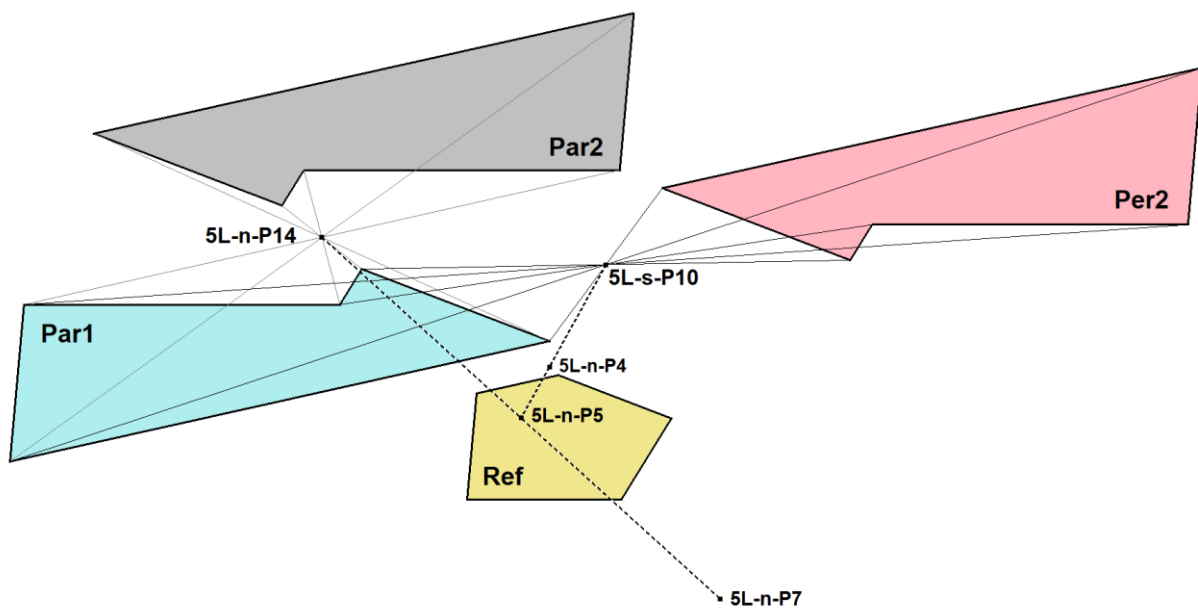 Par2
Per2
5L-n-P14
5L-s-P10
Par1
5L-n-P4
5L-n-P5
Ref
5L-n-P7